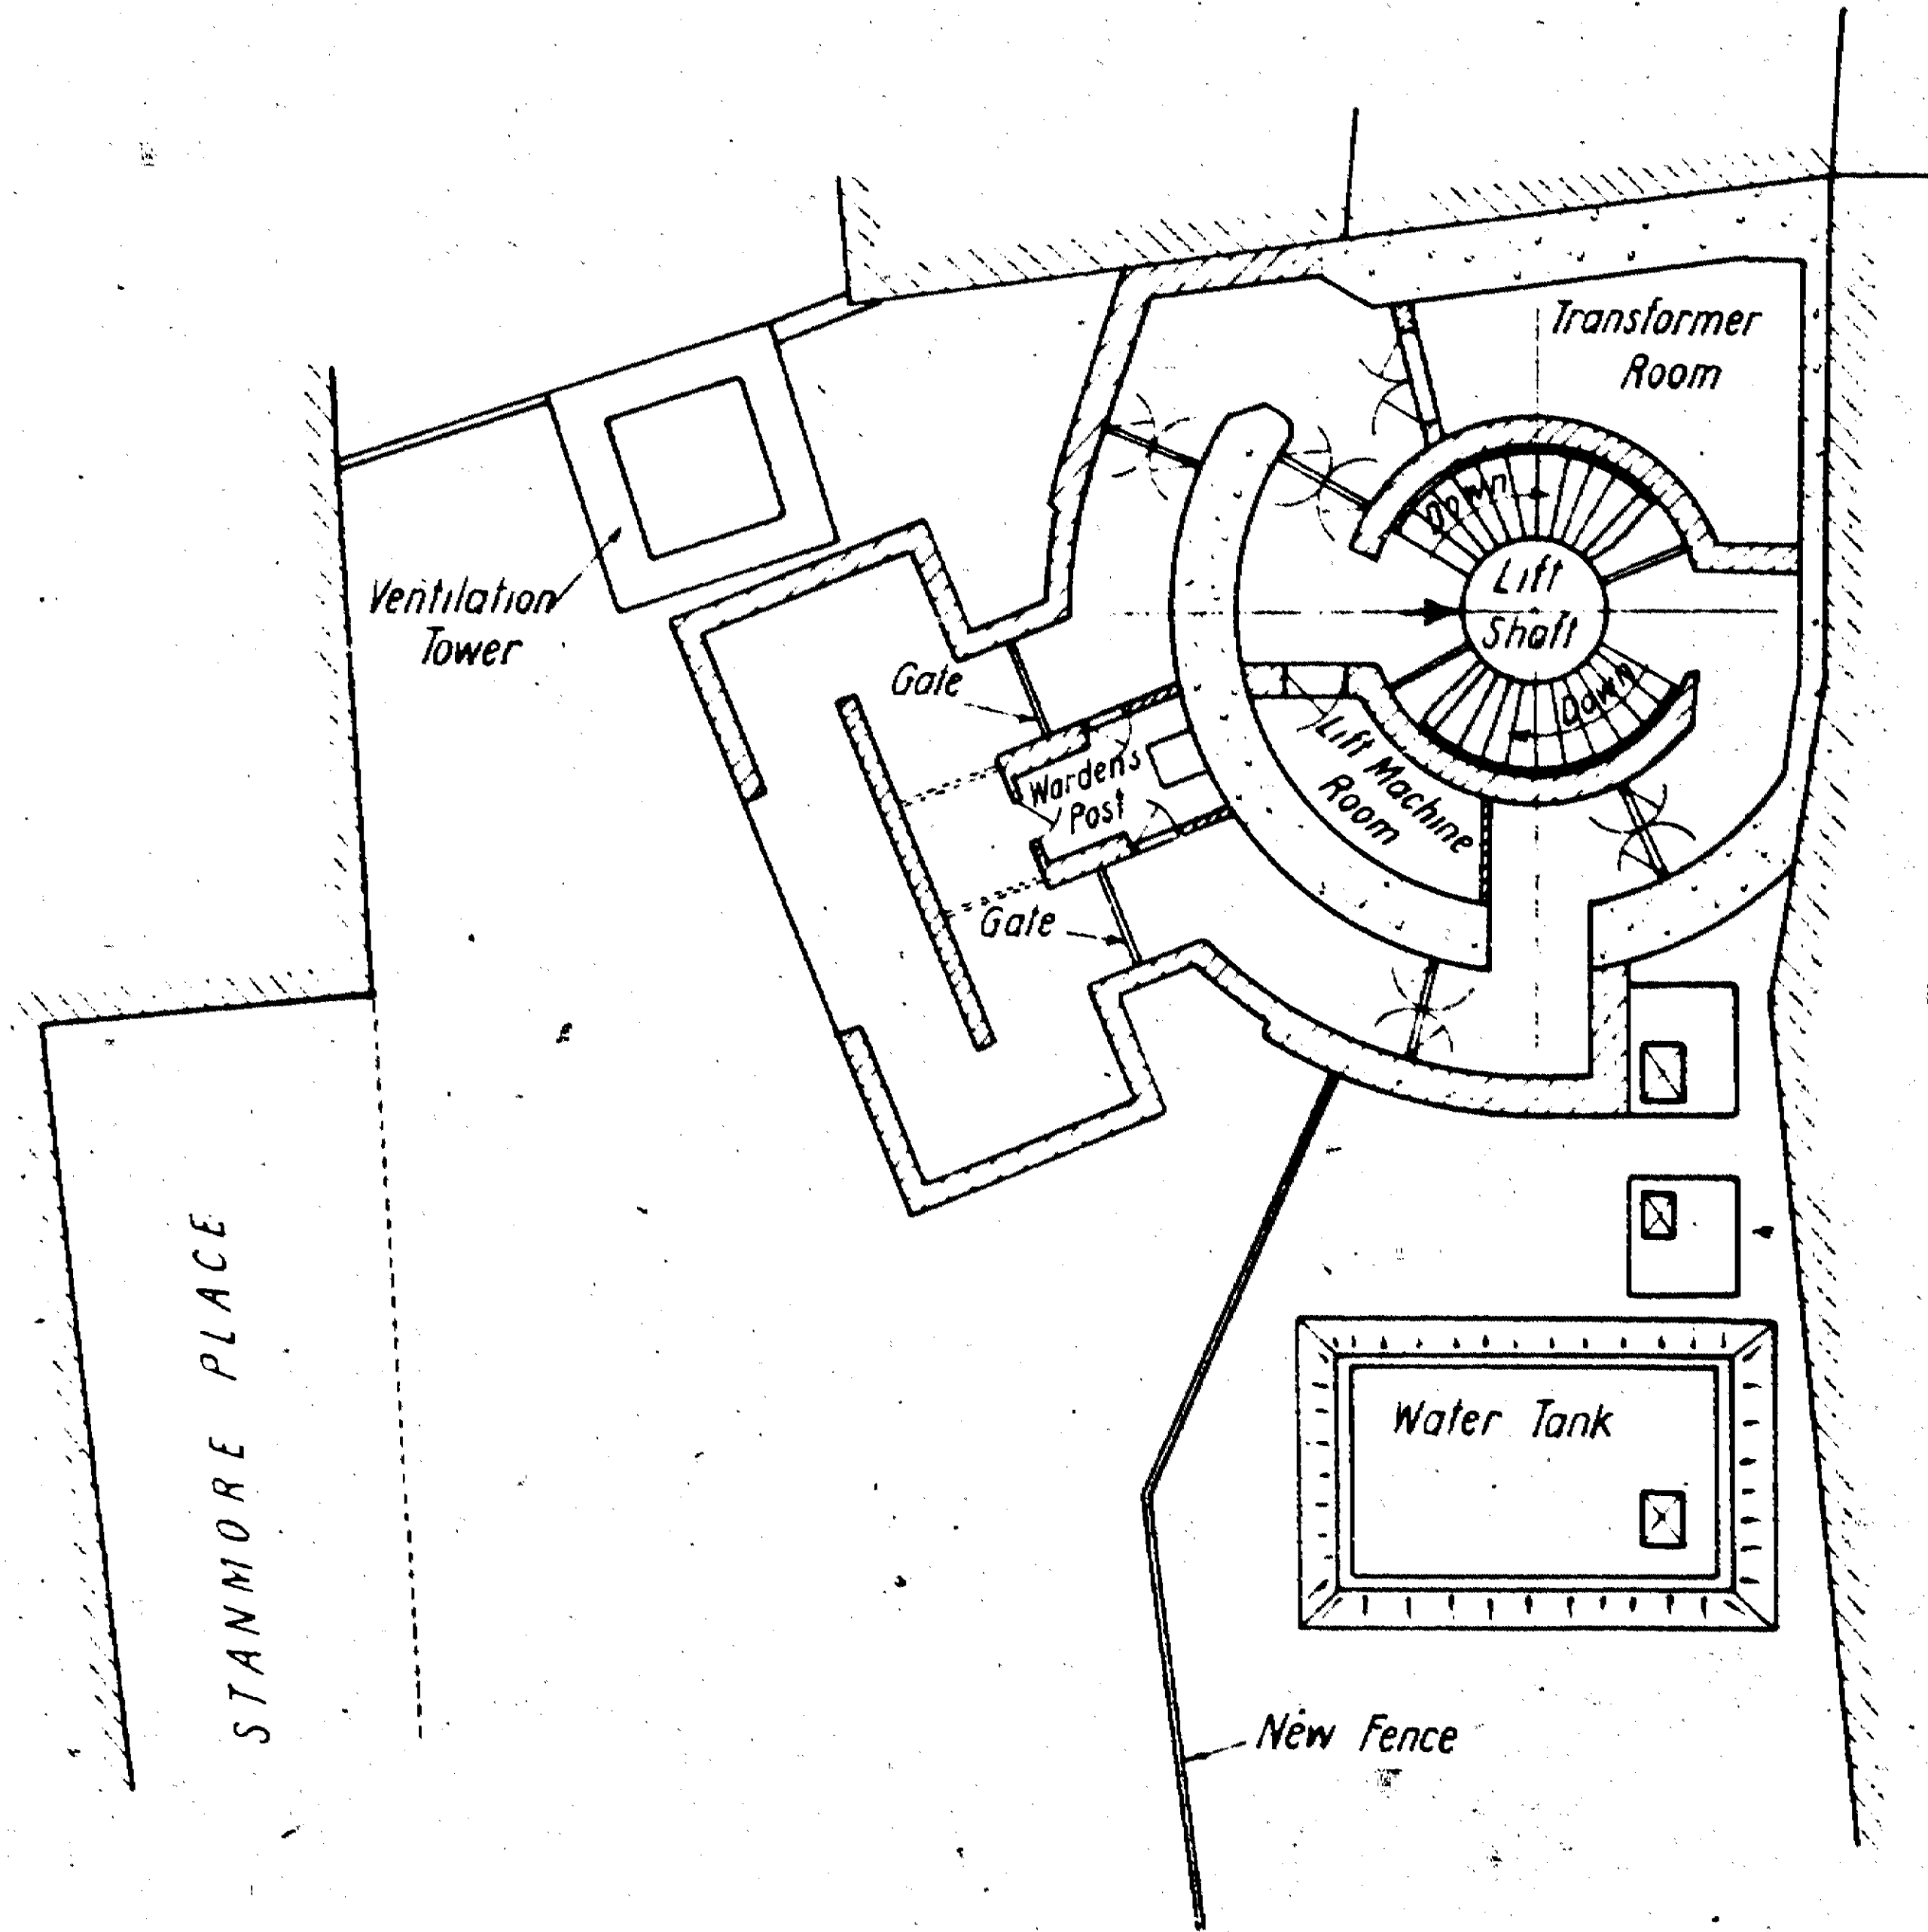 Transformer
Room
Down
Lift
Shaft
Ventilation
Tower
Gate
Down
Wardens
Post
Lift Machine
Room
Gate
STANMORE PLACE
Water Tank
New Fence